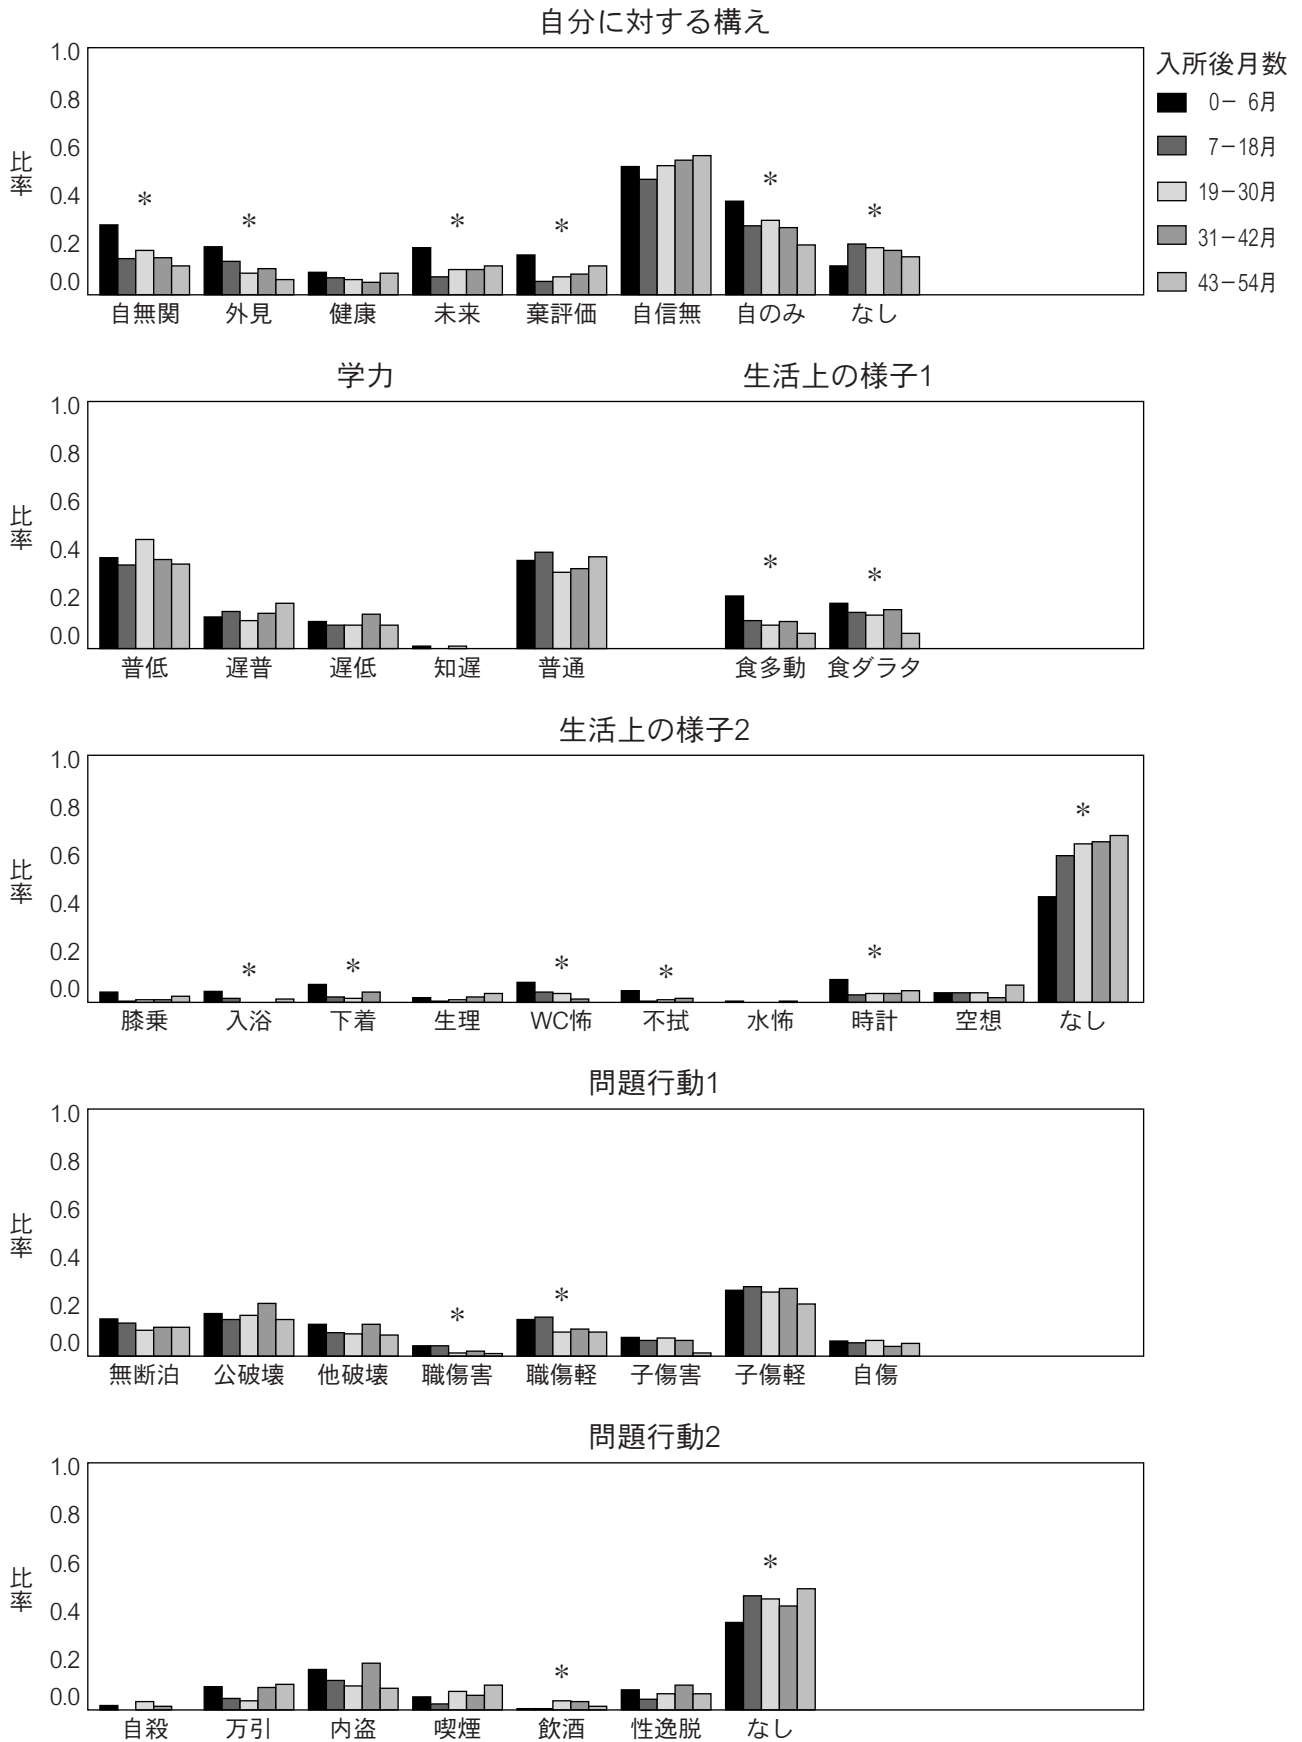 自分に対する構え
入所後月数
0− 6月
7−18月
19−30月
31−42月
43−54月
比率
1.0
0.8
0.6
0.4
0.2
0.0
* * * * * *
自無関 外見 健康 未来 棄評価 自信無 自のみ なし
学力 生活上の様子1
比率
1.0
0.8
0.6
0.4
0.2
0.0
* *
普低 遅普 遅低 知遅 普通 食多動 食ダラタ
生活上の様子2
比率
1.0
0.8
0.6
0.4
0.2
0.0
* * * * * *
膝乗 入浴 下着 生理 WC怖 不拭 水怖 時計 空想 なし
問題行動1
比率
1.0
0.8
0.6
0.4
0.2
0.0
* *
無断泊 公破壊 他破壊 職傷害 職傷軽 子傷害 子傷軽 自傷
問題行動2
比率
1.0
0.8
0.6
0.4
0.2
0.0
* *
自殺 万引 内盗 喫煙 飲酒 性逸脱 なし